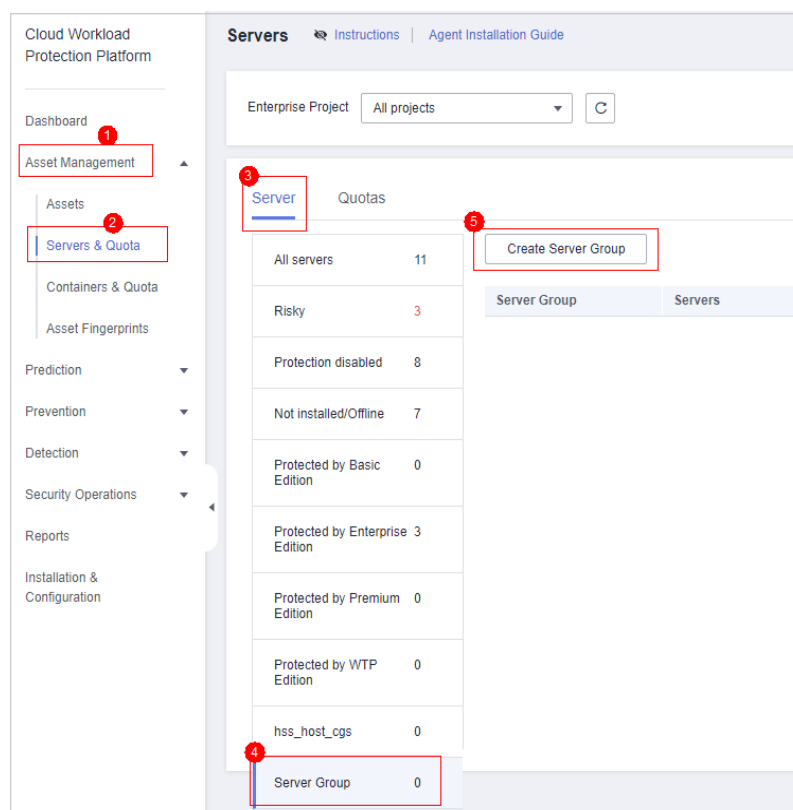 Cloud Workload
Protection Platform
Dashboard
1
Asset Management
Assets
2
Servers & Quota
Containers & Quota
Asset Fingerprints
Prediction
Prevention
Detection
Security Operations
Reports
Installation &
Configuration
Servers Instructions Agent Installation Guide
Enterprise Project All projects
3
Server Quotas
All servers 11
Risky 3
Protection disabled 8
Not installed/Offline 7
Protected by Basic 0
Edition
Protected by Enterprise 3
Edition
Protected by Premium 0
Edition
Protected by WTP 0
Edition
hss_host_cgs 0
4
Server Group 0
5
Create Server Group
Server Group Servers